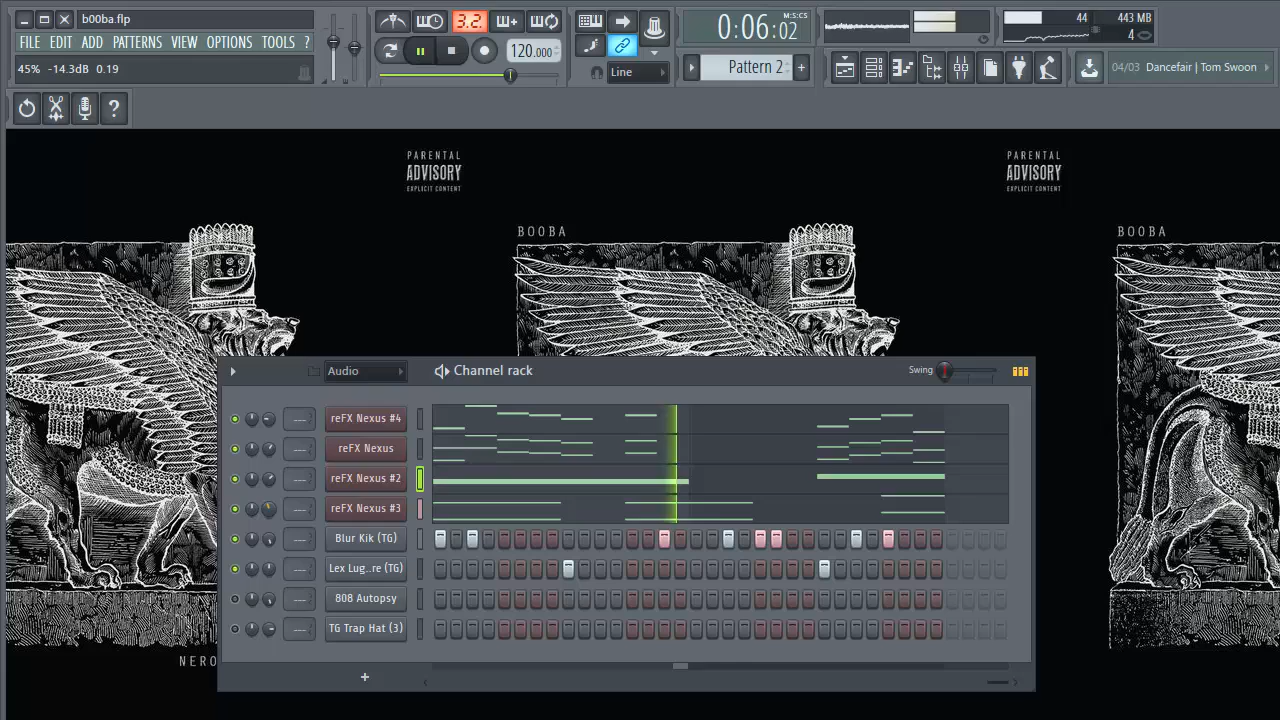 b00ba.flp
FILE EDIT ADD PATTERNS VIEW OPTIONS TOOLS ?
45% -14.3dB 0.19
3.2.
120.000
Line
0:06:02
M:S:CS
Pattern 2
+
44
443 MB
4
04/03 Dancefair | Tom Swoon
?
PARENTAL
ADVISORY
EXPLICIT CONTENT
PARENTAL
ADVISORY
EXPLICIT CONTENT
BOOBA
BOOBA
Audio
Channel rack
Swing
reFX Nexus #4
reFX Nexus
reFX Nexus #2
reFX Nexus #3
Blur Kik (TG)
Lex Lug..re (TG)
808 Autopsy
TG Trap Hat (3)
NERO
+